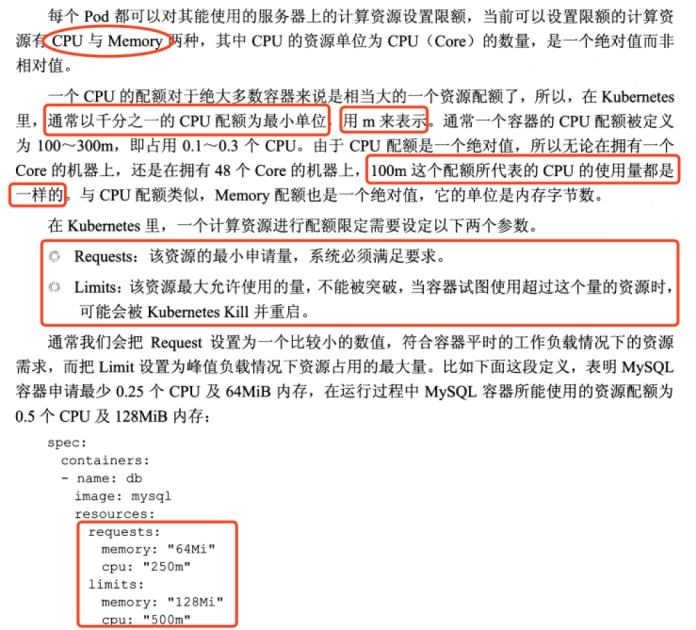 每个 Pod 都可以对其能使用的服务器上的计算资源设置限额，当前可以设置限额的计算资
源有 CPU 与 Memory 两种，其中 CPU 的资源单位为 CPU（Core）的数量，是一个绝对值而非
相对值。
一个 CPU 的配额对于绝大多数容器来说是相当大的一个资源配额了，所以，在 Kubernetes
里，通常以千分之一的 CPU 配额为最小单位，用 m 来表示。通常一个容器的 CPU 配额被定义
为 100～300m，即占用 0.1～0.3 个 CPU。由于 CPU 配额是一个绝对值，所以无论在拥有一个
Core 的机器上，还是在拥有 48 个 Core 的机器上，100m 这个配额所代表的 CPU 的使用量都是
一样的。与 CPU 配额类似，Memory 配额也是一个绝对值，它的单位是内存字节数。
在 Kubernetes 里，一个计算资源进行配额限定需要设定以下两个参数。
◎ Requests：该资源的最小申请量，系统必须满足要求。
◎ Limits：该资源最大允许使用的量，不能被突破，当容器试图使用超过这个量的资源时，
可能会被 Kubernetes Kill 并重启。
通常我们会把 Request 设置为一个比较小的数值，符合容器平时的工作负载情况下的资源
需求，而把 Limit 设置为峰值负载情况下资源占用的最大量。比如下面这段定义，表明 MySQL
容器申请最少 0.25 个 CPU 及 64MiB 内存，在运行过程中 MySQL 容器所能使用的资源配额为
0.5 个 CPU 及 128MiB 内存：
spec:
containers:
- name: db
image: mysql
resources:
requests:
memory: "64Mi"
cpu: "250m"
limits:
memory: "128Mi"
cpu: "500m"